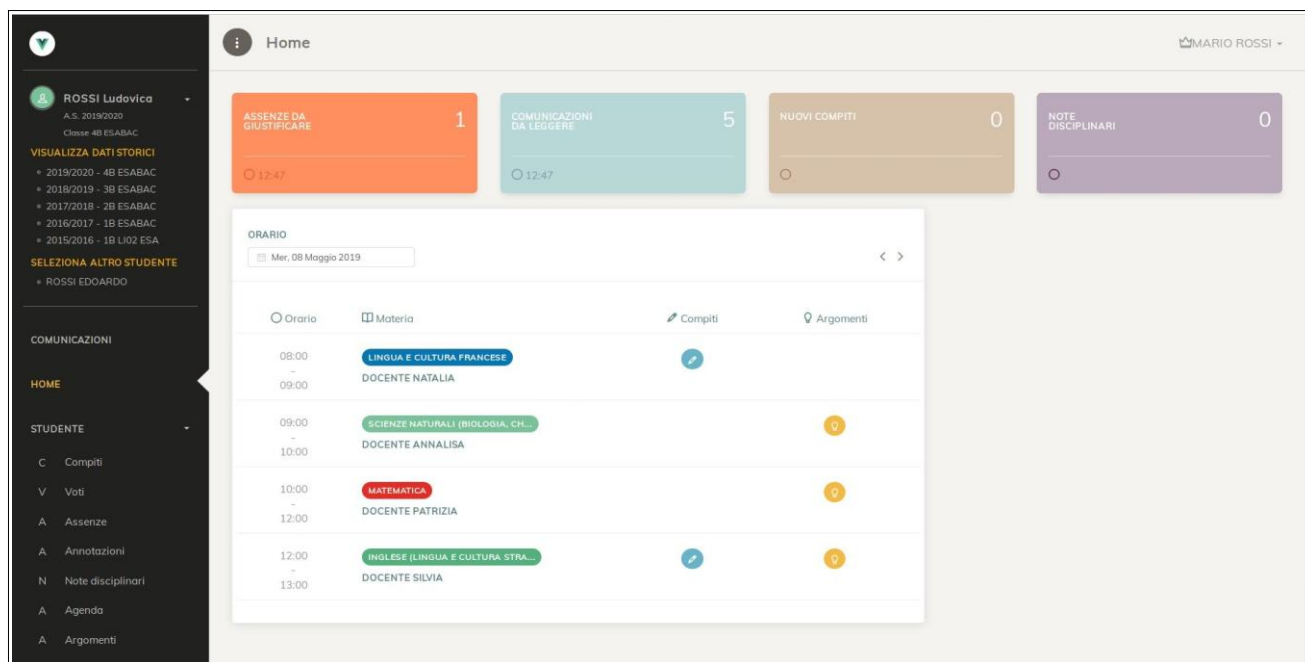 Home
MARIO ROSSI
ROSSI Ludovica
A.S. 2019/2020
Classe 4B ESABAC
VISUALIZZA DATI STORICI
2019/2020 - 4B ESABAC
2018/2019 - 3B ESABAC
2017/2018 - 2B ESABAC
2016/2017 - 1B ESABAC
2015/2016 - 1B LI02 ESA
SELEZIONA ALTRO STUDENTE
ROSSI EDOARDO
COMUNICAZIONI
HOME
STUDENTE
C Compiti
V Voti
A Assenze
A Annotazioni
N Note disciplinari
A Agenda
A Argomenti
ASSENZE DA
GIUSTIFICARE
1
12:47
COMUNICAZIONI
DA LEGGERE
5
12:47
NUOVI COMPITI
0
NOTE
DISCIPLINARI
0
ORARIO
Mer, 08 Maggio 2019
Orario Materia Compiti Argomenti
08:00
-
09:00
LINGUA E CULTURA FRANCESE
DOCENTE NATALIA
09:00
-
10:00
SCIENZE NATURALI (BIOLOGIA, CH...
DOCENTE ANNALISA
10:00
-
12:00
MATEMATICA
DOCENTE PATRIZIA
12:00
-
13:00
INGLESE (LINGUA E CULTURA STRA...
DOCENTE SILVIA